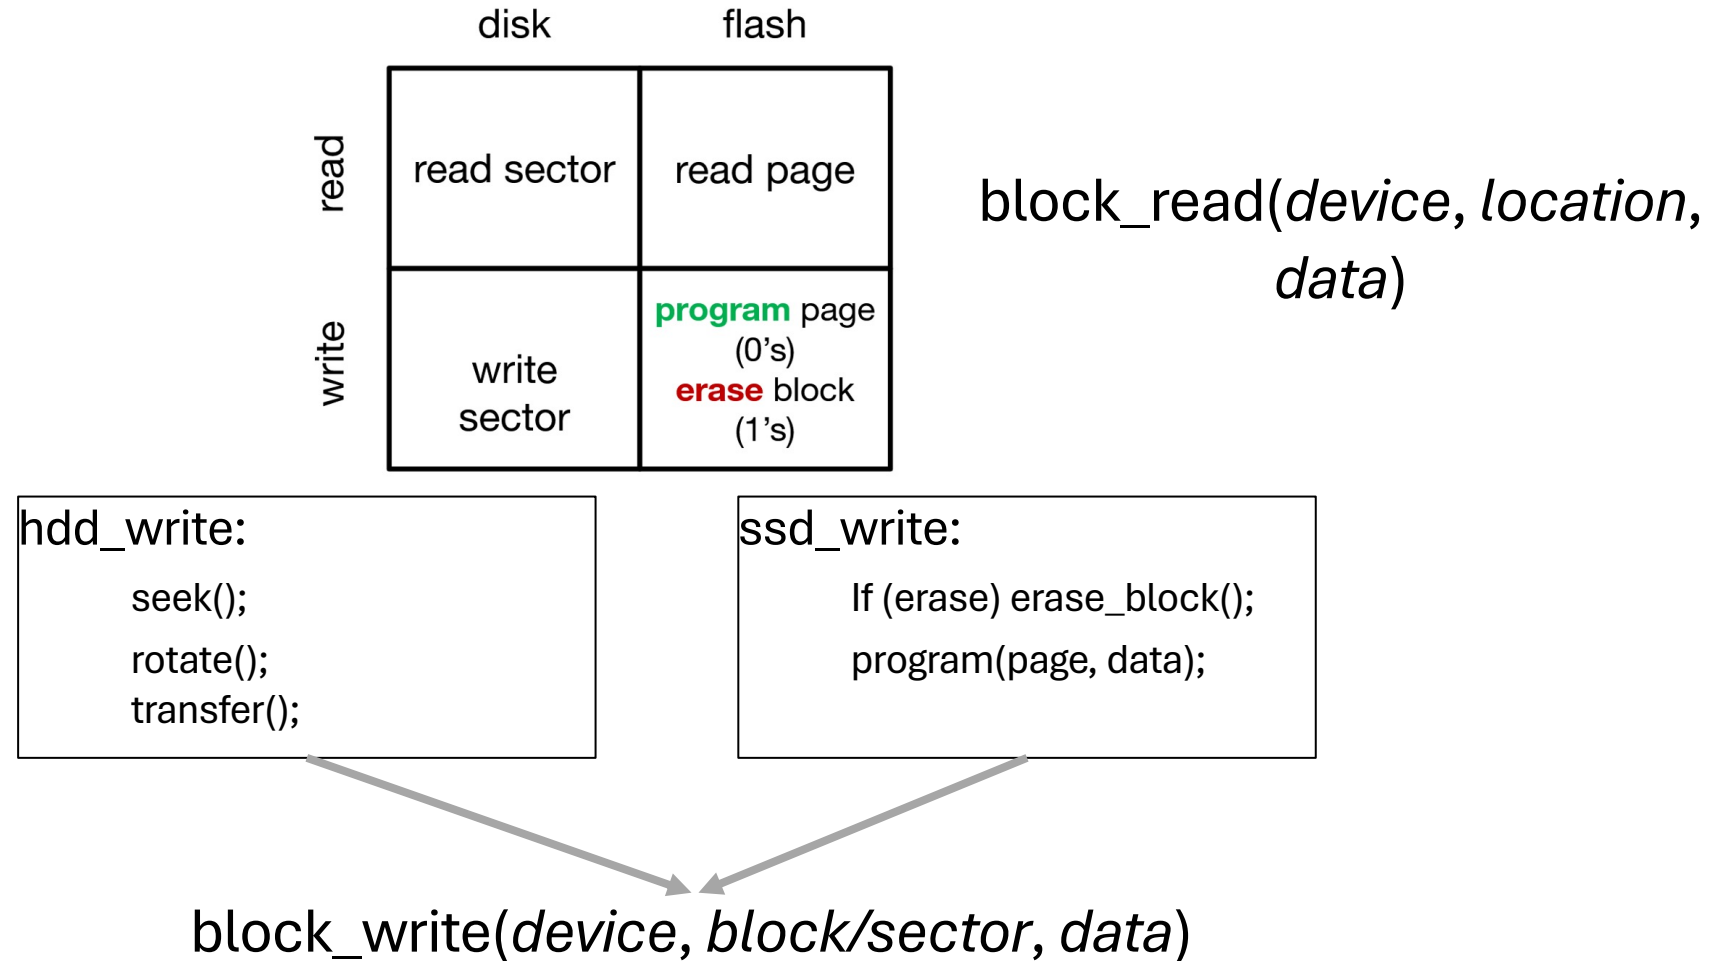 disk
flash
read
read sector
read page
block_read(device, location,
data)
write
write
sector
program page
(0's)
erase block
(1's)
hdd_write:
seek();
rotate();
transfer();
ssd_write:
If (erase) erase_block();
program(page, data);
block_write(device, block/sector, data)